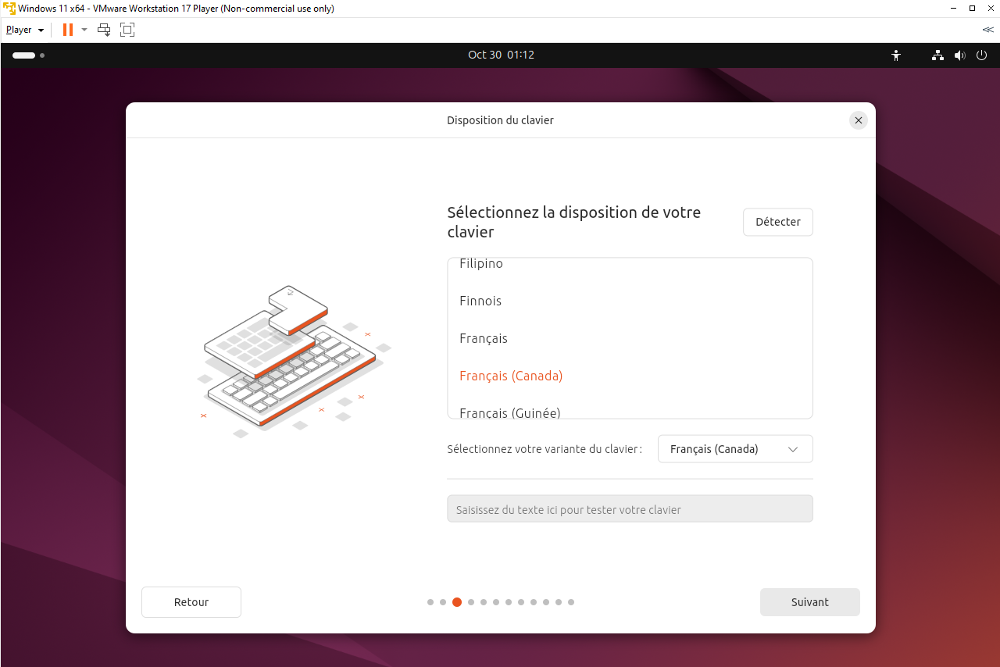 Windows 11 x64 - VMware Workstation 17 Player (Non-commercial use only)
Player
Oct 30 01:12
Disposition du clavier
Sélectionnez la disposition de votre
clavier
Détecter
Filipino
Finnois
Français
Français (Canada)
Français (Guinée)
Sélectionnez votre variante du clavier :
Français (Canada)
Saisissez du texte ici pour tester votre clavier
Retour
Suivant